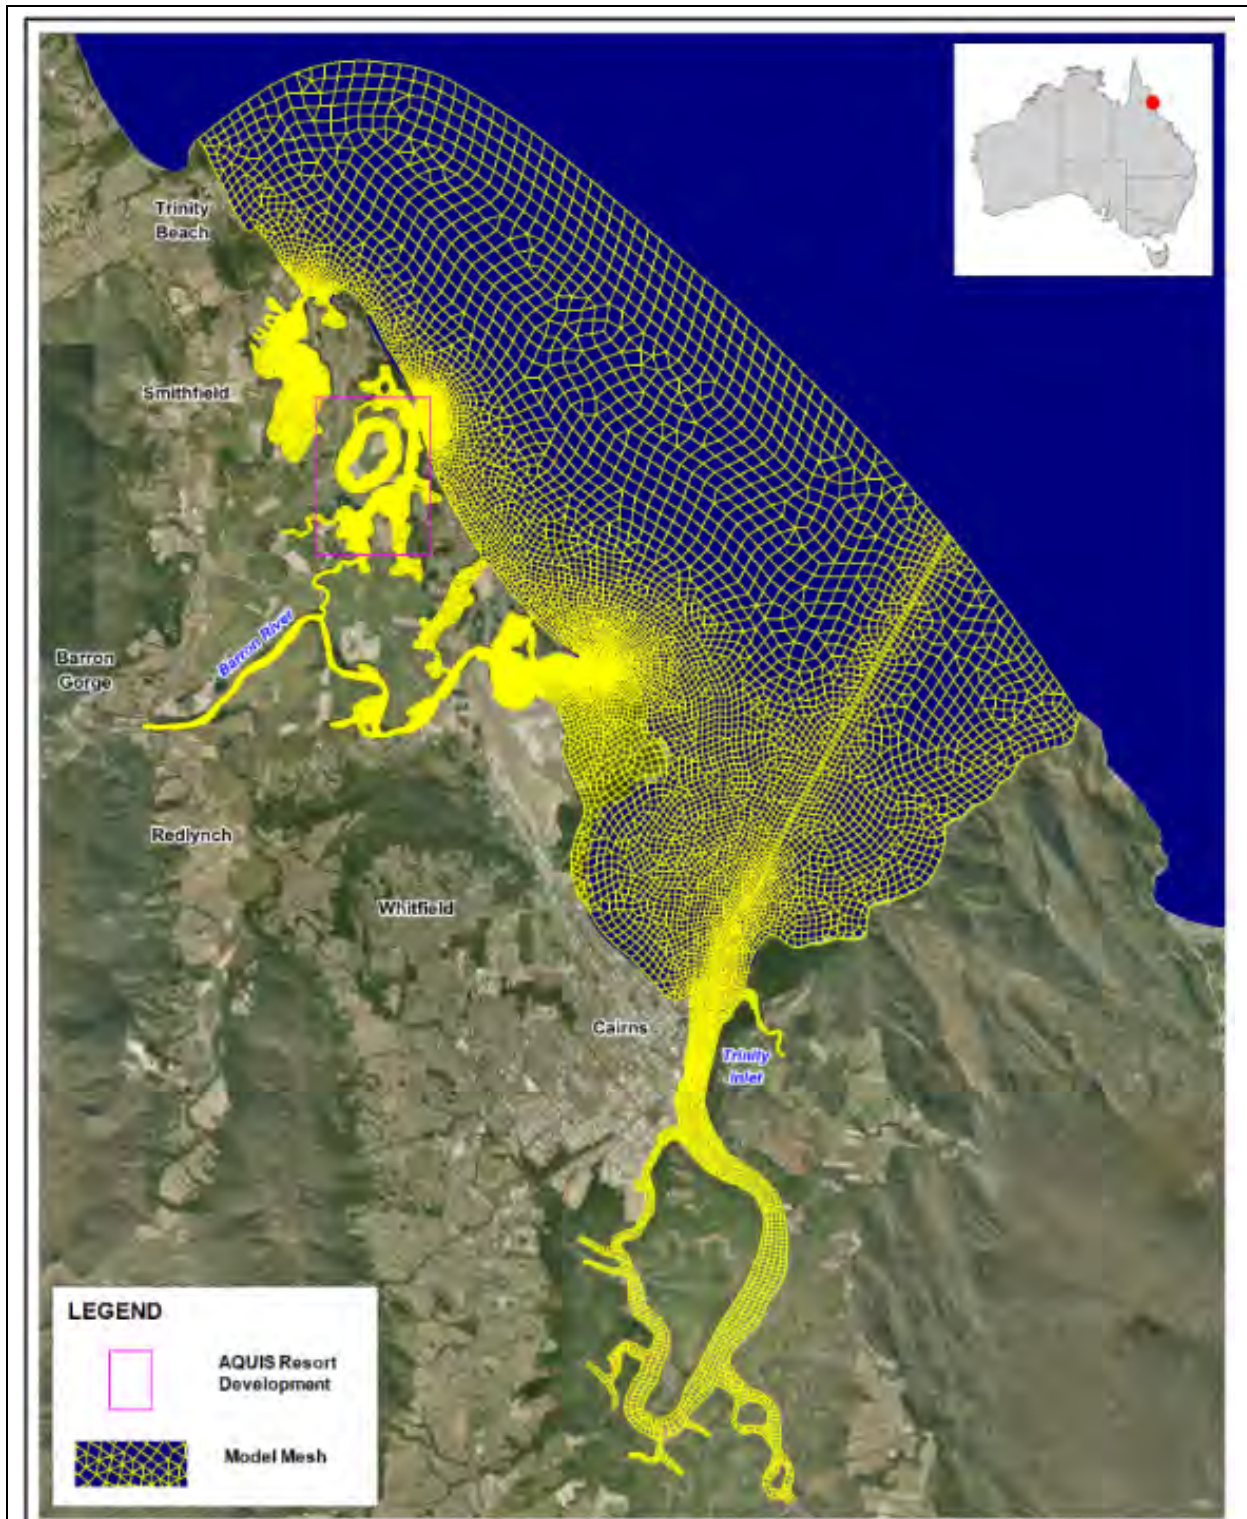 Trinity
Beach
Smithfield
Barron River
Barron
Gorge
Redlynch
Whitfield
Cairns
Trinity
Inlet
LEGEND
AQUIS Resort
Development
Model Mesh